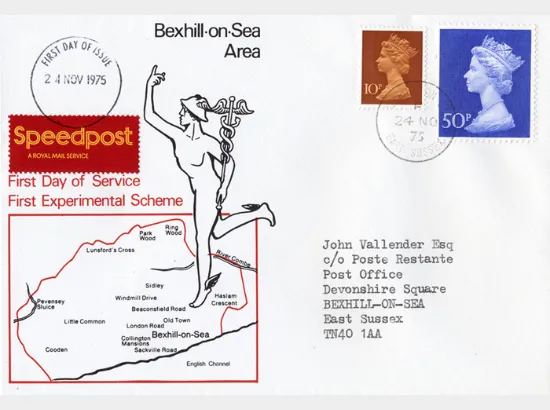 Bexhill-on-Sea
Area
FIRST DAY OF ISSUE
24 NOV 1975
Speedpost
A ROYAL MAIL SERVICE
First Day of Service
First Experimental Scheme
10P
50P
24 NO
75
EAST SUSSEX
Ring
Wood
Park
Wood
Lunsford's Cross
River Combe
Sidley
Pevensey
Sluice
Windmill Drive
Haslam
Crescent
Beaconsfield Road
Little Common
Old Town
London Road
Collington
Mansions
Bexhill-on-Sea
Cooden
Sackville Road
English Channel
John Vallender Esq
c/o Poste Restante
Post Office
Devonshire Square
BEXHILL-ON-SEA
East Sussex
TN40 1AA